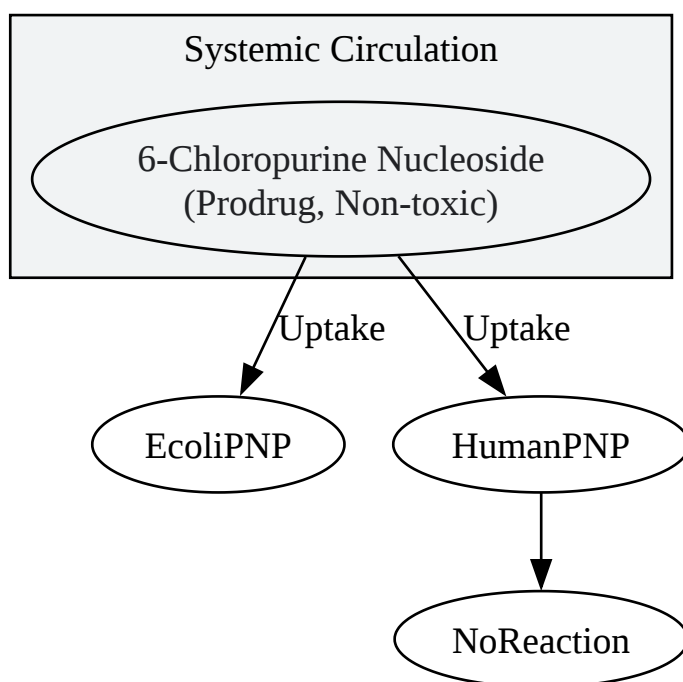 Systemic Circulation
6-Chloropurine Nucleoside
(Prodrug, Non-toxic)
Uptake
Uptake
EcoliPNP
HumanPNP
NoReaction